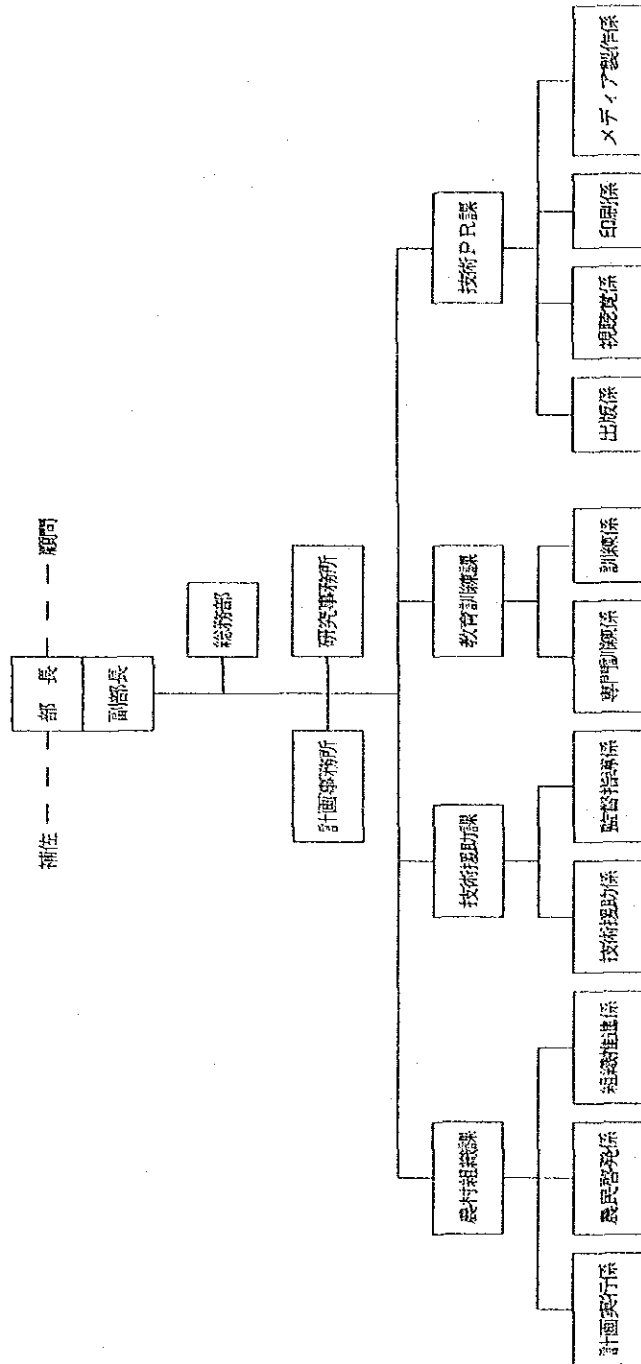 補佐
部長
顧問
副部長
総務部
計画事務所
研究事務所
農村組織課
技術援助課
教育訓練課
技術PR課
計画実行係
農民啓発係
組織推進係
技術援助係
監督指導係
専門訓練係
訓練係
出版係
視聴覚係
印刷係
メディア製作係